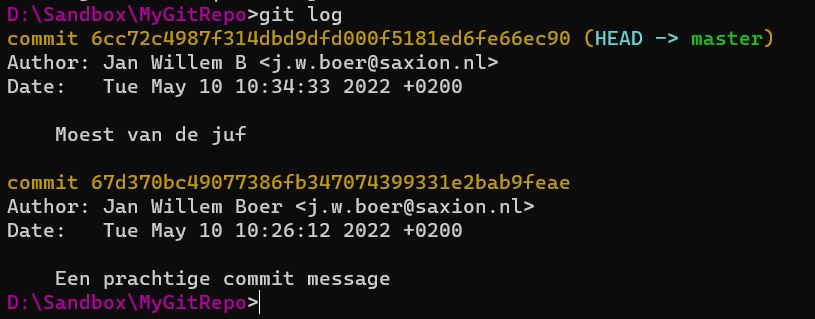 D:\Sandbox\MyGitRepo>git log
commit 6cc72c4987f314dbd9dfd000f5181ed6fe66ec90 (HEAD -> master)
Author: Jan Willem B <j.w.boer@saxion.nl>
Date:   Tue May 10 10:34:33 2022 +0200
Moest van de juf
commit 67d370bc49077386fb347074399331e2bab9feae
Author: Jan Willem Boer <j.w.boer@saxion.nl>
Date:   Tue May 10 10:26:12 2022 +0200
Een prachtige commit message
D:\Sandbox\MyGitRepo>